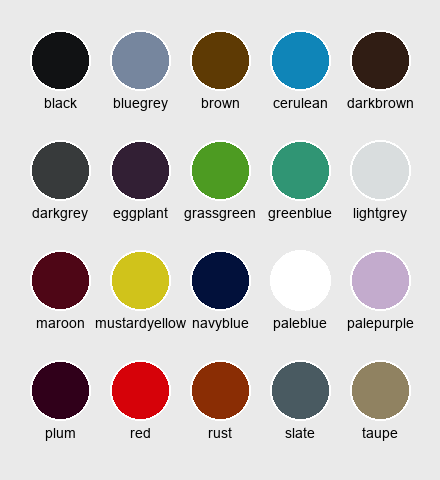 black bluegrey brown cerulean darkbrown
darkgrey eggplant grassgreen greenblue lightgrey
maroon mustardyellow navyblue paleblue palepurple
plum red rust slate taupe